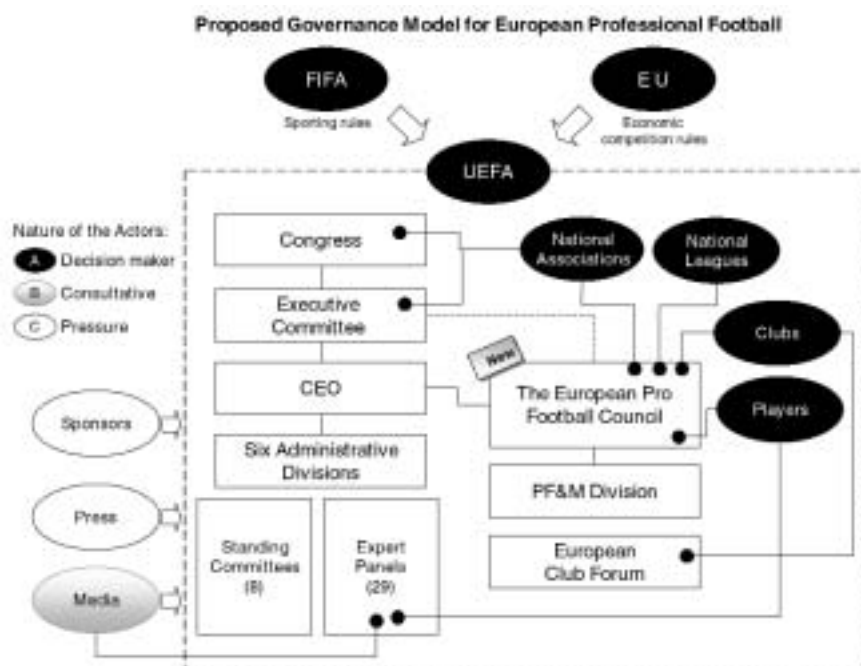 Proposed Governance Model for European Professional Football
FIFA
EU
Sporting rules
Economic
competition rules
UEFA
Nature of the Actors:
A Decision maker
B Consultative
C Pressure
Congress
National
Associations
National
Leagues
Executive
Committee
New
Clubs
CEO
The European Pro
Football Council
Players
Sponsors
Six Administrative
Divisions
PF&M Division
Press
Standing
Committees
(8)
Expert
Panels
(29)
European
Club Forum
Media